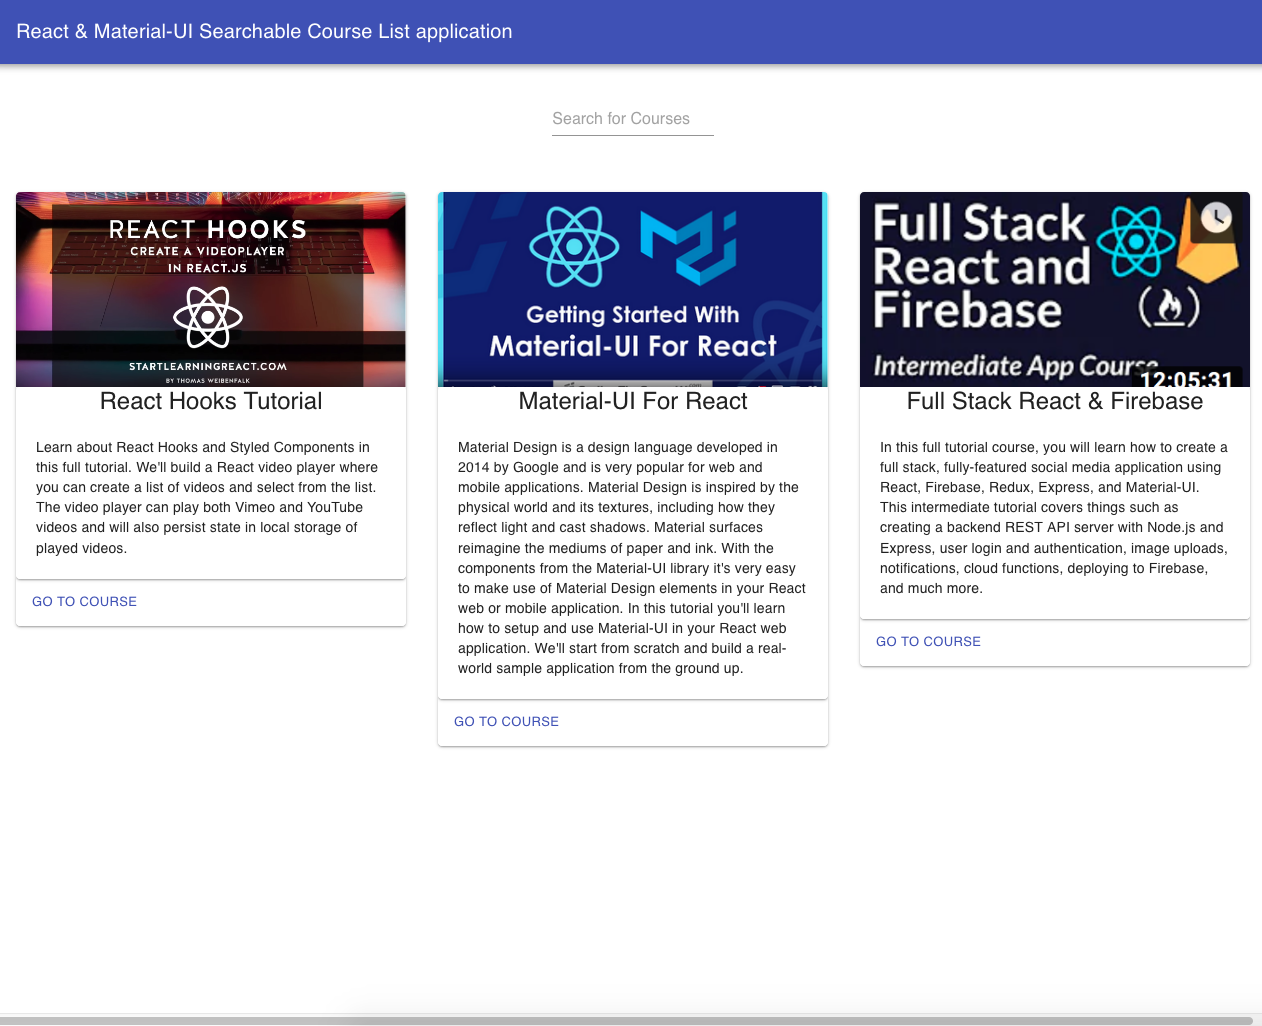 React & Material-UI Searchable Course List application
Search for Courses
REACT HOOKS
CREATE A VIDEOPLAYER
IN REACT.JS
STARTLEARNINGREACT.COM
BY THOMAS WEIBENFALK
React Hooks Tutorial
Learn about React Hooks and Styled Components in
this full tutorial. We'll build a React video player where
you can create a list of videos and select from the list.
The video player can play both Vimeo and YouTube
videos and will also persist state in local storage of
played videos.
GO TO COURSE
Getting Started With
Material-UI For React
Material-UI For React
Material Design is a design language developed in
2014 by Google and is very popular for web and
mobile applications. Material Design is inspired by the
physical world and its textures, including how they
reflect light and cast shadows. Material surfaces
reimagine the mediums of paper and ink. With the
components from the Material-UI library it's very easy
to make use of Material Design elements in your React
web or mobile application. In this tutorial you'll learn
how to setup and use Material-UI in your React web
application. We'll start from scratch and build a real-
world sample application from the ground up.
GO TO COURSE
Full Stack
React and
Firebase
Intermediate App Course
12:05:31
Full Stack React & Firebase
In this full tutorial course, you will learn how to create a
full stack, fully-featured social media application using
React, Firebase, Redux, Express, and Material-UI.
This intermediate tutorial covers things such as
creating a backend REST API server with Node.js and
Express, user login and authentication, image uploads,
notifications, cloud functions, deploying to Firebase,
and much more.
GO TO COURSE